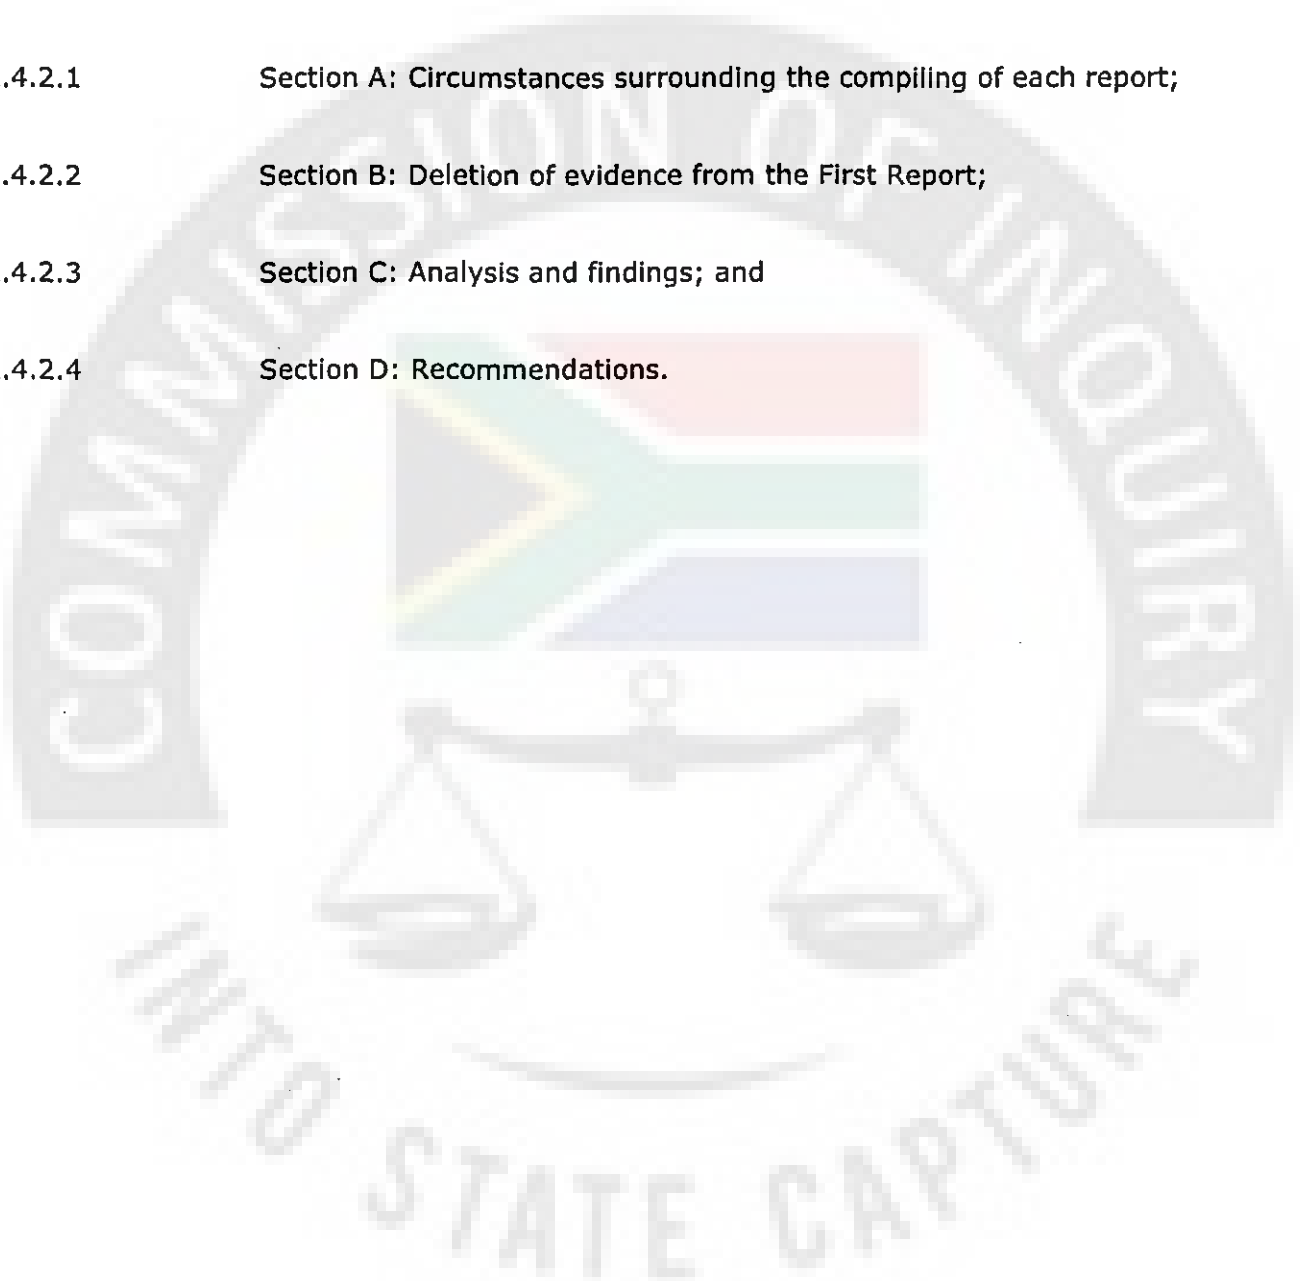 .4.2.1 Section A: Circumstances surrounding the compiling of each report;
.4.2.2 Section B: Deletion of evidence from the First Report;
.4.2.3 Section C: Analysis and findings; and
.4.2.4 Section D: Recommendations.
COMMISSION OF INQUIRY
INTO STATE CAPTURE